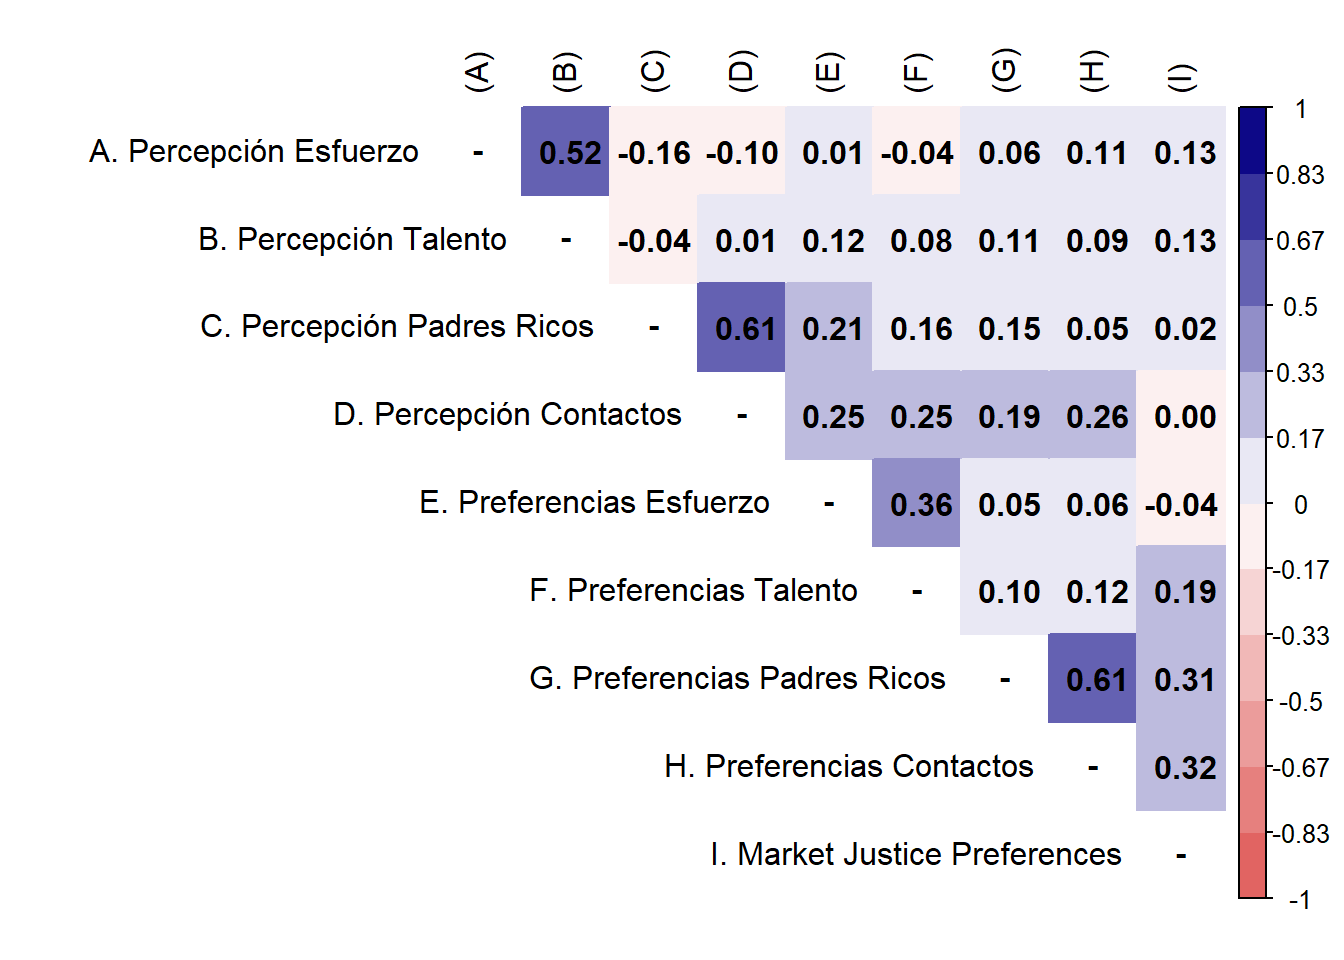 (A) (B) (C) (D) (E) (F) (G) (H) (I)
A. Percepción Esfuerzo - 0.52 -0.16 -0.10 0.01 -0.04 0.06 0.11 0.13
B. Percepción Talento - -0.04 0.01 0.12 0.08 0.11 0.09 0.13
C. Percepción Padres Ricos - 0.61 0.21 0.16 0.15 0.05 0.02
D. Percepción Contactos - 0.25 0.25 0.19 0.26 0.00
E. Preferencias Esfuerzo - 0.36 0.05 0.06 -0.04
F. Preferencias Talento - 0.10 0.12 0.19
G. Preferencias Padres Ricos - 0.61 0.31
H. Preferencias Contactos - 0.32
I. Market Justice Preferences -
1
0.83
0.67
0.5
0.33
0.17
0
-0.17
-0.33
-0.5
-0.67
-0.83
-1